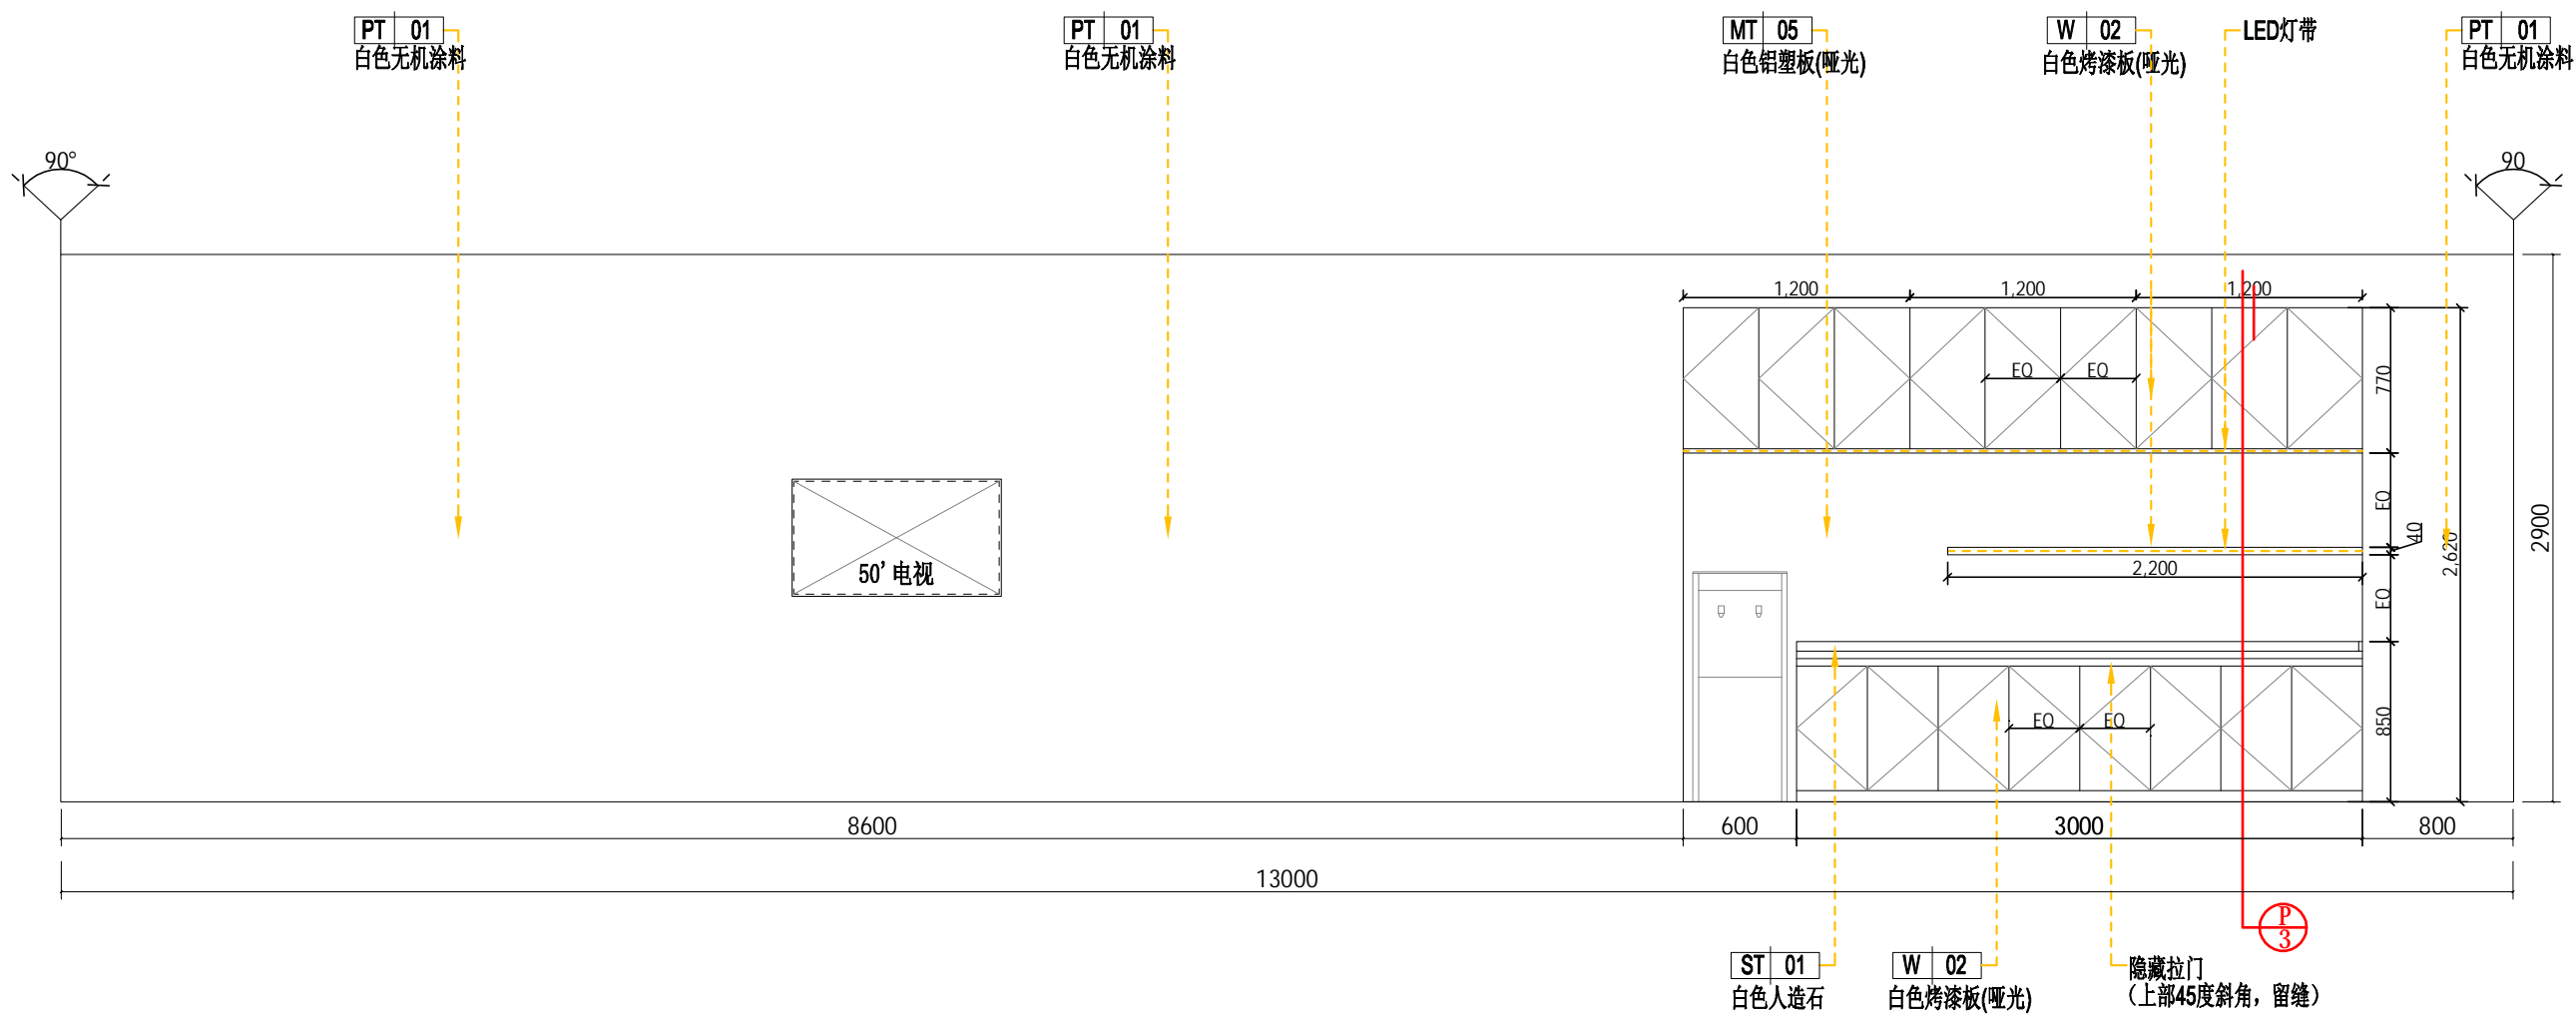 PT 01
白色无机涂料
PT 01
白色无机涂料
MT 05
白色铝塑板(哑光)
W 02
白色烤漆板(哑光)
LED灯带
PT 01
白色无机涂料
90°
90
1,200
1,200
1,200
EQ
EQ
770
EQ
40
2,620
2900
50' 电视
2,200
EQ
EQ
EQ
850
8600
600
3000
800
13000
P
3
ST 01
白色人造石
W 02
白色烤漆板(哑光)
隐藏拉门
（上部45度斜角，留缝）